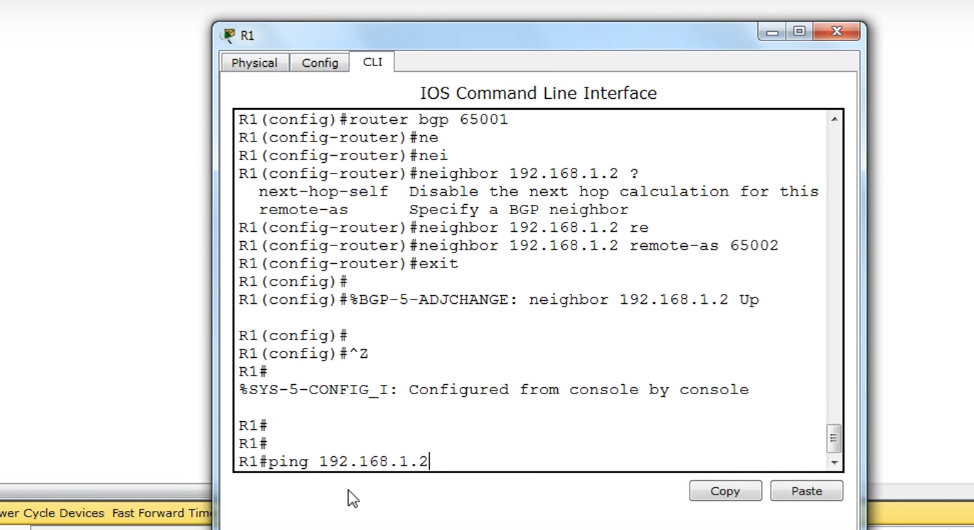 R1
Physical Config CLI
IOS Command Line Interface
R1(config)#router bgp 65001
R1(config-router)#ne
R1(config-router)#nei
R1(config-router)#neighbor 192.168.1.2 ?
next-hop-self Disable the next hop calculation for this
remote-as Specify a BGP neighbor
R1(config-router)#neighbor 192.168.1.2 re
R1(config-router)#neighbor 192.168.1.2 remote-as 65002
R1(config-router)#exit
R1(config)#
R1(config)#%BGP-5-ADJCHANGE: neighbor 192.168.1.2 Up
R1(config)#
R1(config)#^Z
R1#
%SYS-5-CONFIG_I: Configured from console by console
R1#
R1#
R1#ping 192.168.1.2
Copy Paste
wer Cycle Devices Fast Forward Tim